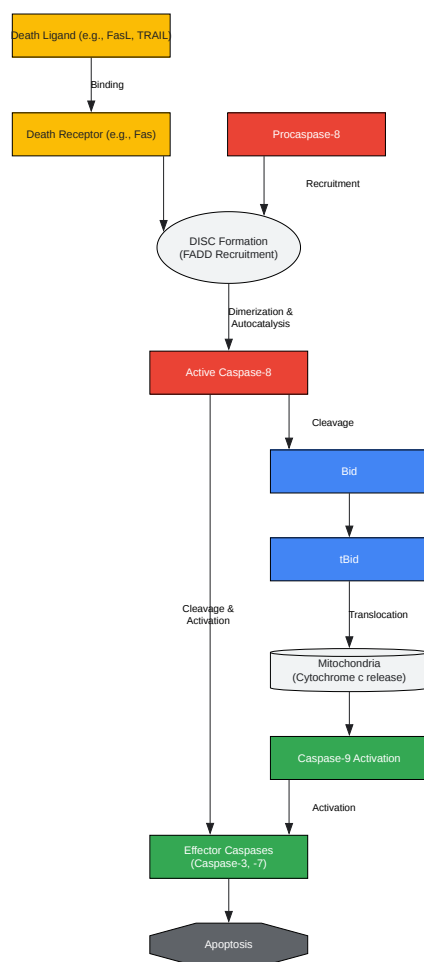 Death Ligand (e.g., FasL, TRAIL)
Binding
Death Receptor (e.g., Fas)
Procaspase-8
Recruitment
DISC Formation
(FADD Recruitment)
Dimerization &
Autocatalysis
Active Caspase-8
Cleavage
Bid
tBid
Cleavage &
Activation
Translocation
Mitochondria
(Cytochrome c release)
Caspase-9 Activation
Activation
Effector Caspases
(Caspase-3, -7)
Apoptosis